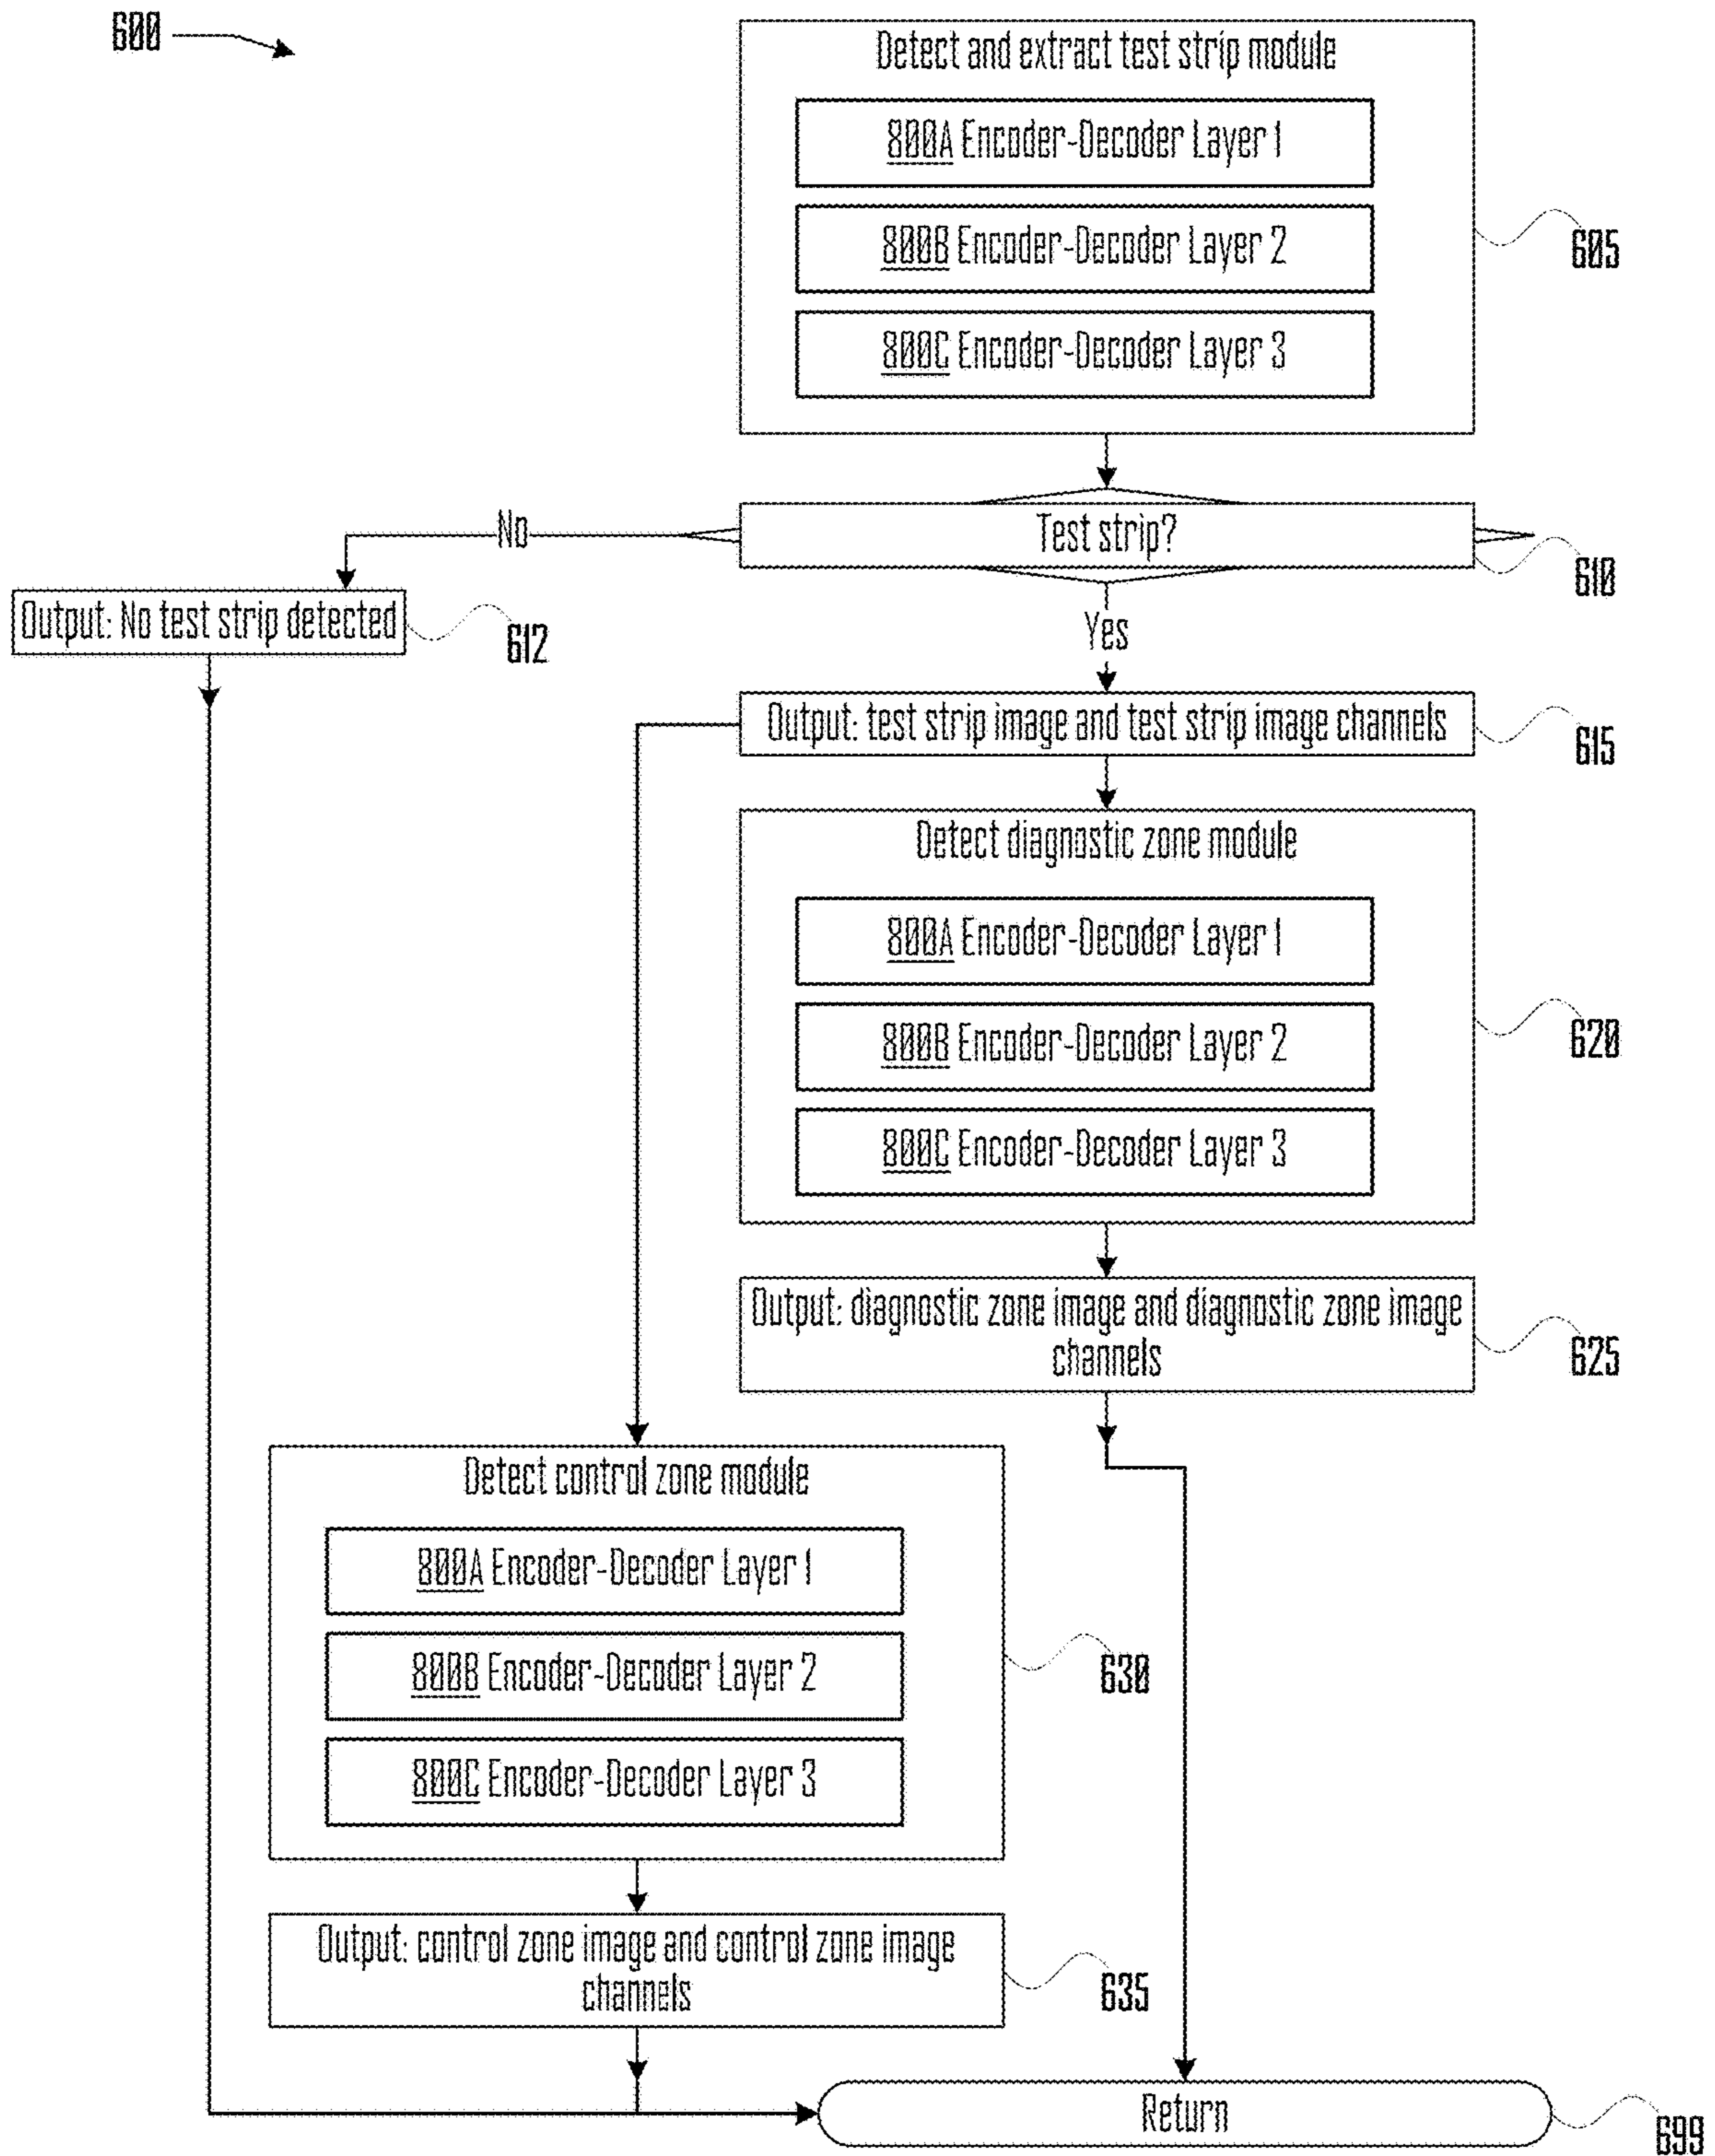 600
Detect and extract test strip module
800A Encoder-Decoder Layer 1
800B Encoder-Decoder Layer 2
800C Encoder-Decoder Layer 3
605
Test strip?
610
No
Output: No test strip detected
612
Yes
Output: test strip image and test strip image channels
615
Detect diagnostic zone module
800A Encoder-Decoder Layer 1
800B Encoder-Decoder Layer 2
800C Encoder-Decoder Layer 3
620
Output: diagnostic zone image and diagnostic zone image
channels
625
Detect control zone module
800A Encoder-Decoder Layer 1
800B Encoder-Decoder Layer 2
800C Encoder-Decoder Layer 3
630
Output: control zone image and control zone image
channels
635
Return
699